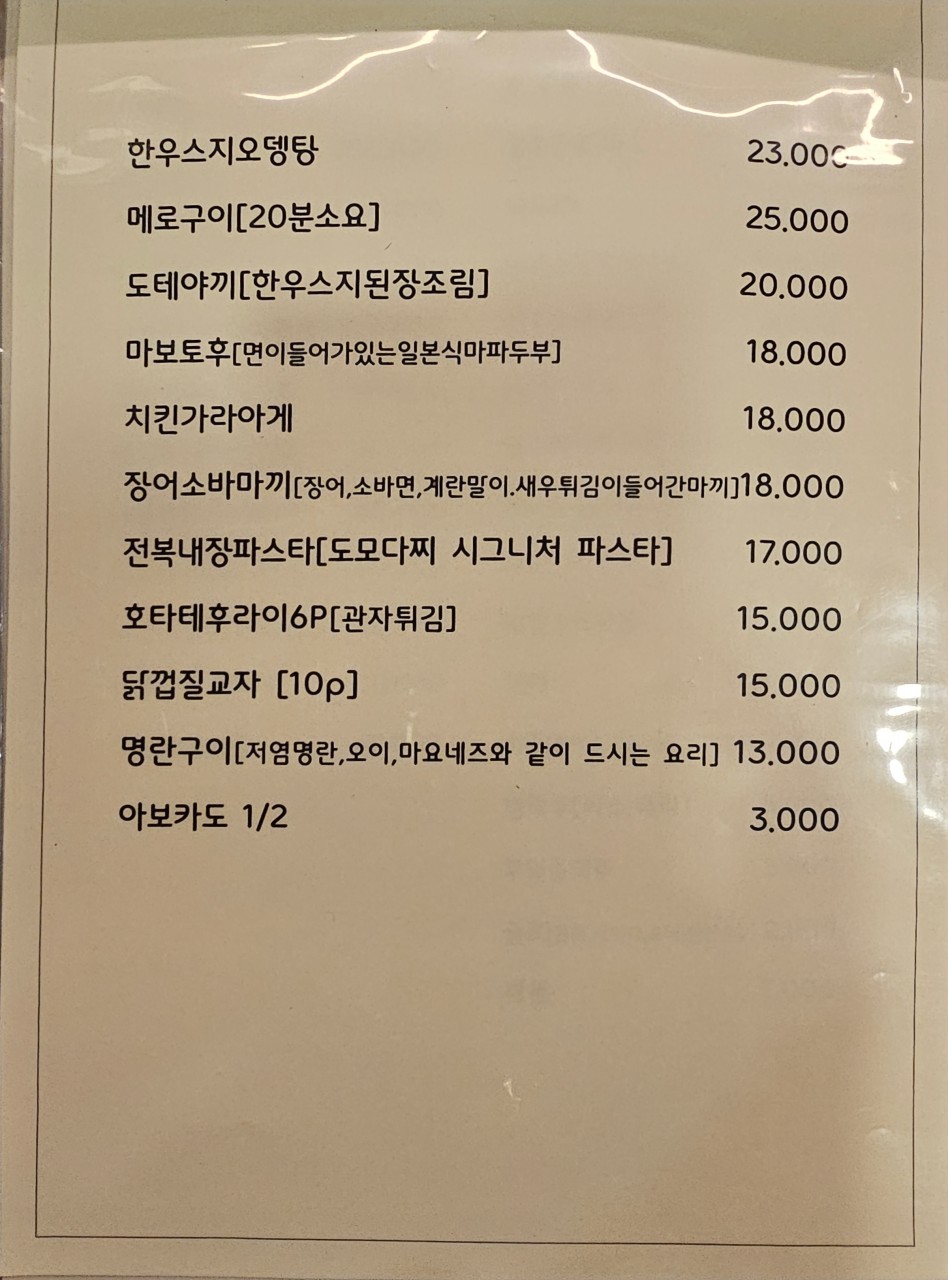 한우스지오뎅탕 23.000
메로구이[20분소요] 25.000
도테야끼[한우스지된장조림] 20.000
마보토후[면이들어가있는일본식마파두부] 18.000
치킨가라아게 18.000
장어소바마끼[장어,소바면,계란말이.새우튀김이들어간마끼]18.000
전복내장파스타[도모다찌 시그니처 파스타] 17.000
호타테후라이6P[관자튀김] 15.000
닭껍질교자 [10p] 15.000
명란구이[저염명란,오이,마요네즈와 같이 드시는 요리] 13.000
아보카도 1/2 3.000